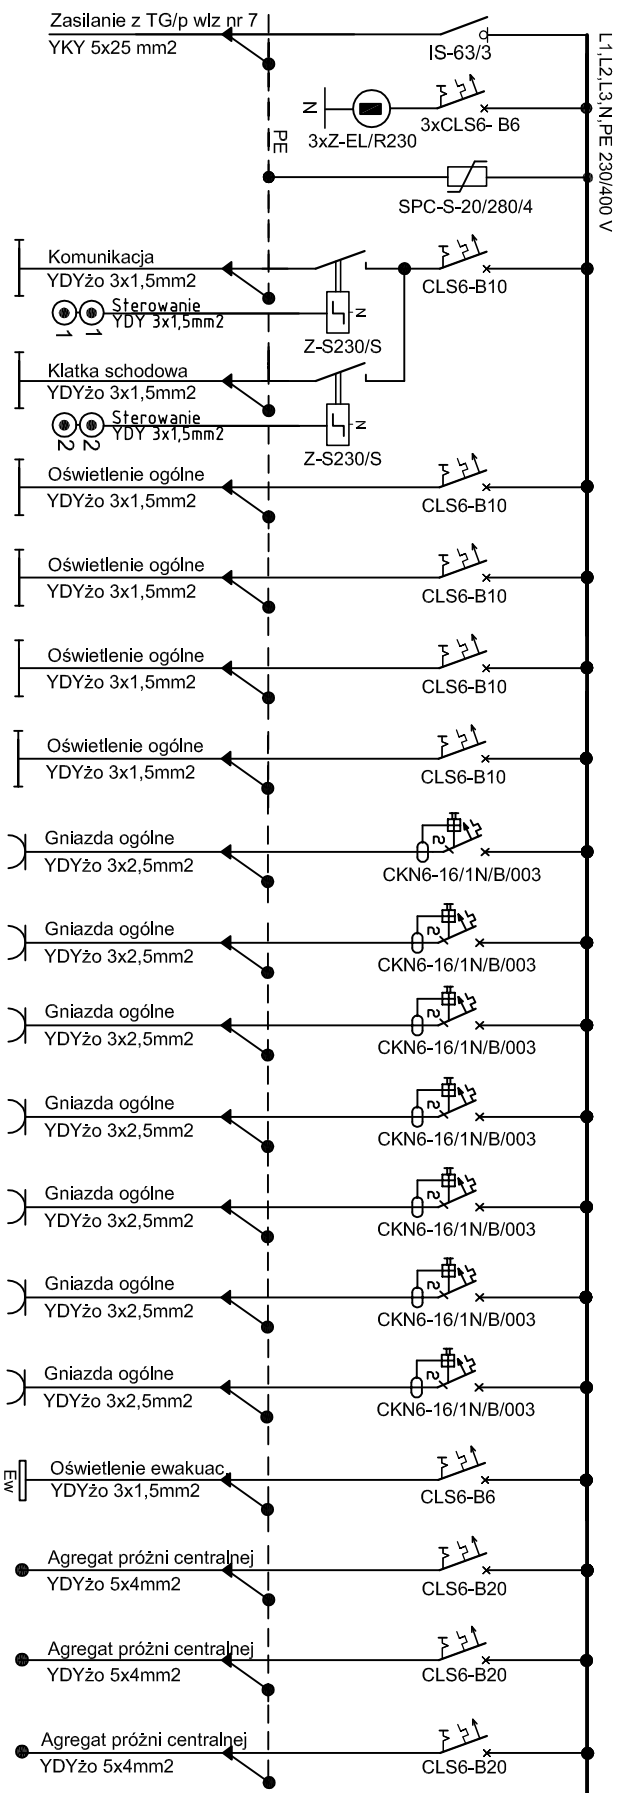 Zasilanie z TG/p wlz nr 7
YKY 5x25 mm2
IS-63/3
L1,L2,L3,N,PE 230/400 V
N
3xZ-EL/R230
3xCLS6- B6
PE
SPC-S-20/280/4
Komunikacja
YDYżo 3x1,5mm2
CLS6-B10
Sterowanie
YDY 3x1,5mm2
1 1
N
Z-S230/S
Klatka schodowa
YDYżo 3x1,5mm2
Sterowanie
YDY 3x1,5mm2
2 2
N
Z-S230/S
Oświetlenie ogólne
YDYżo 3x1,5mm2
CLS6-B10
Oświetlenie ogólne
YDYżo 3x1,5mm2
CLS6-B10
Oświetlenie ogólne
YDYżo 3x1,5mm2
CLS6-B10
Oświetlenie ogólne
YDYżo 3x1,5mm2
CLS6-B10
Gniazda ogólne
YDYżo 3x2,5mm2
2
CKN6-16/1N/B/003
Gniazda ogólne
YDYżo 3x2,5mm2
2
CKN6-16/1N/B/003
Gniazda ogólne
YDYżo 3x2,5mm2
2
CKN6-16/1N/B/003
Gniazda ogólne
YDYżo 3x2,5mm2
2
CKN6-16/1N/B/003
Gniazda ogólne
YDYżo 3x2,5mm2
2
CKN6-16/1N/B/003
Gniazda ogólne
YDYżo 3x2,5mm2
2
CKN6-16/1N/B/003
Gniazda ogólne
YDYżo 3x2,5mm2
2
CKN6-16/1N/B/003
Ew
Oświetlenie ewakuac.
YDYżo 3x1,5mm2
CLS6-B6
Agregat próżni centralnej
YDYżo 5x4mm2
CLS6-B20
Agregat próżni centralnej
YDYżo 5x4mm2
CLS6-B20
Agregat próżni centralnej
YDYżo 5x4mm2
CLS6-B20